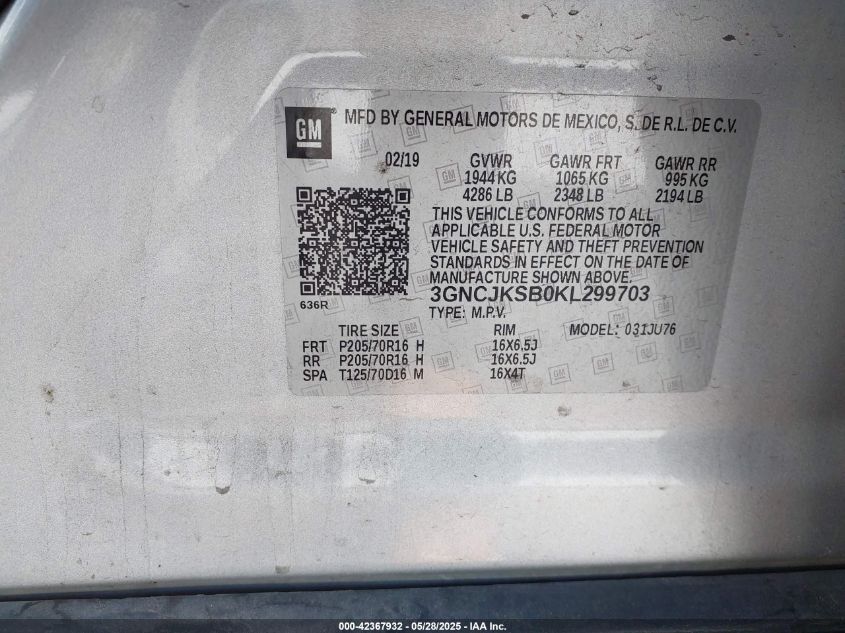 GM® MFD BY GENERAL MOTORS DE MEXICO, S. DE R.L. DE C.V.
02/19 GVWR GAWR FRT GAWR RR
1944 KG 1065 KG 995 KG
4286 LB 2348 LB 2194 LB
THIS VEHICLE CONFORMS TO ALL
APPLICABLE U.S. FEDERAL MOTOR
VEHICLE SAFETY AND THEFT PREVENTION
STANDARDS IN EFFECT ON THE DATE OF
MANUFACTURE SHOWN ABOVE.
3GNCJKSB0KL299703
636R
TYPE: M.P.V.
TIRE SIZE RIM MODEL: 031JU76
FRT P205/70R16 H 16X6.5J
RR P205/70R16 H 16X6.5J
SPA T125/70D16 M 16X4T
000-42367932 - 05/28/2025 - IAA Inc.